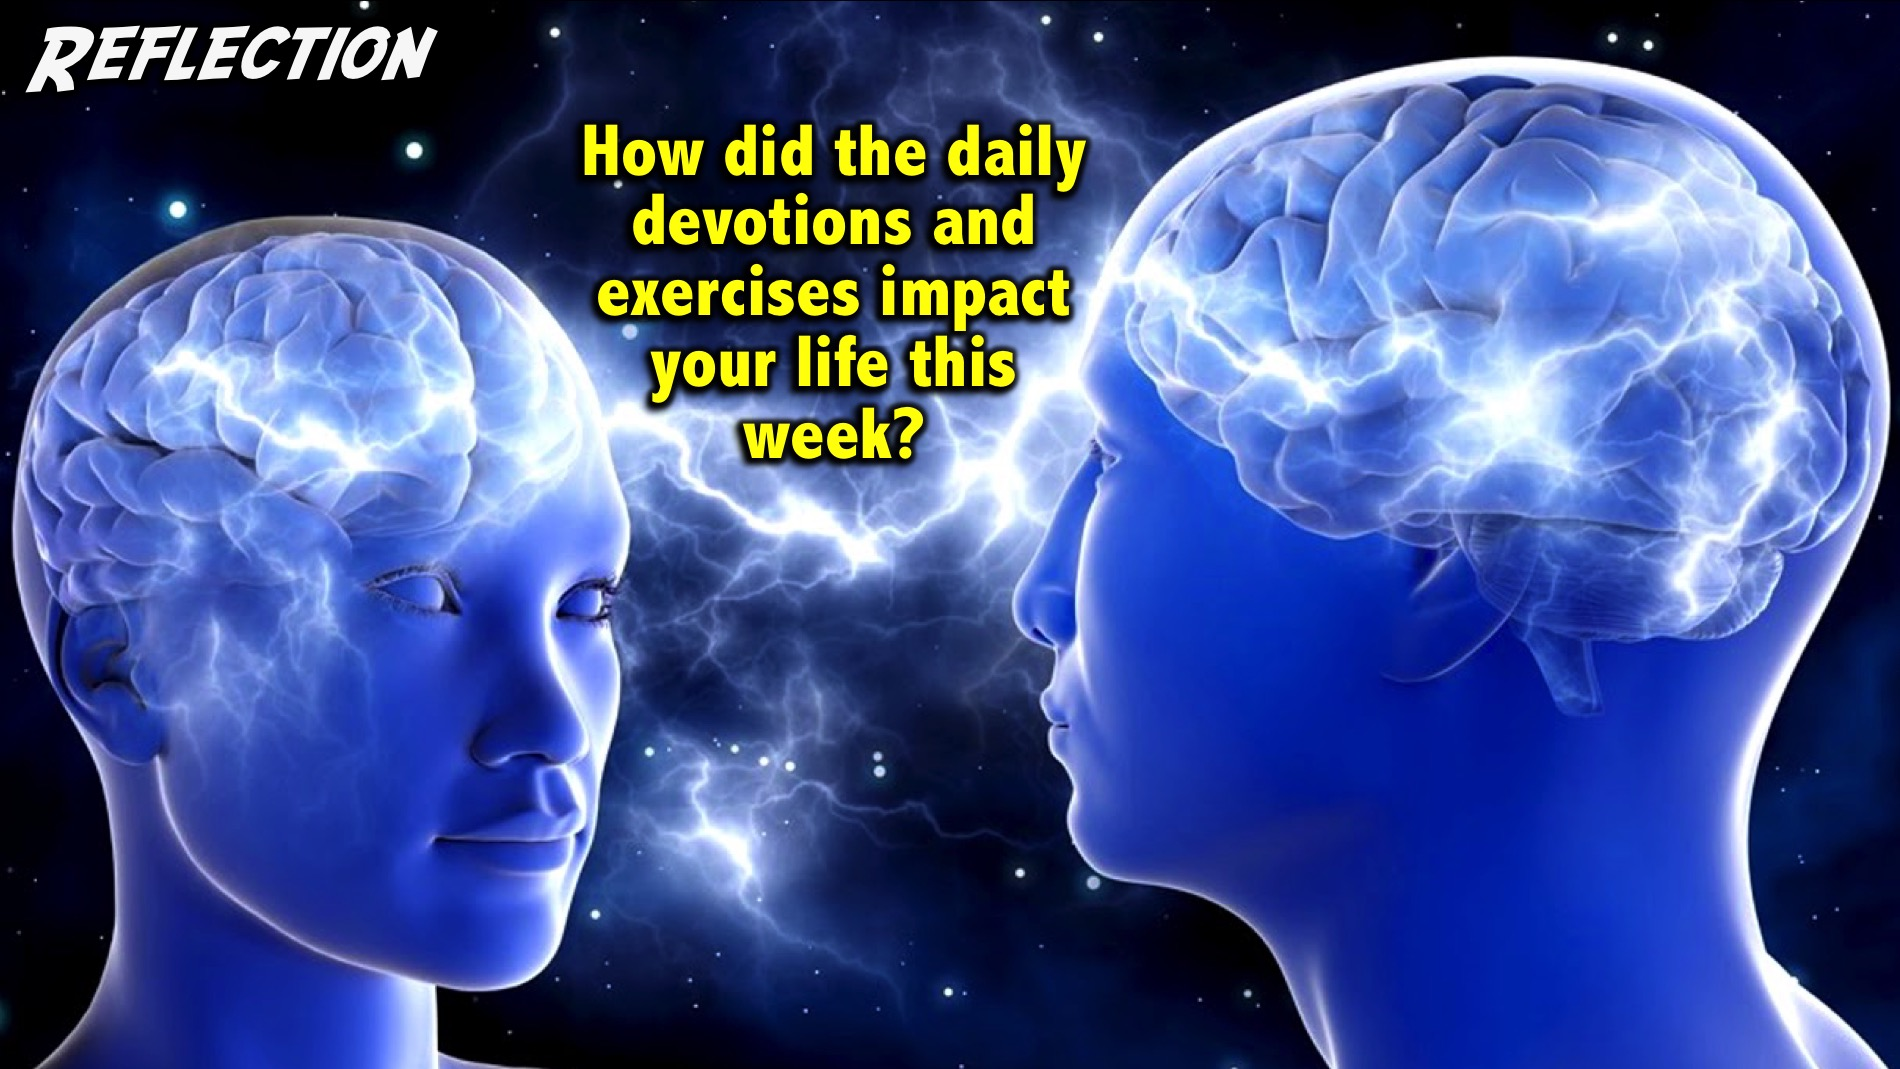 REFLECTION
How did the daily
devotions and
exercises impact
your life this
week?